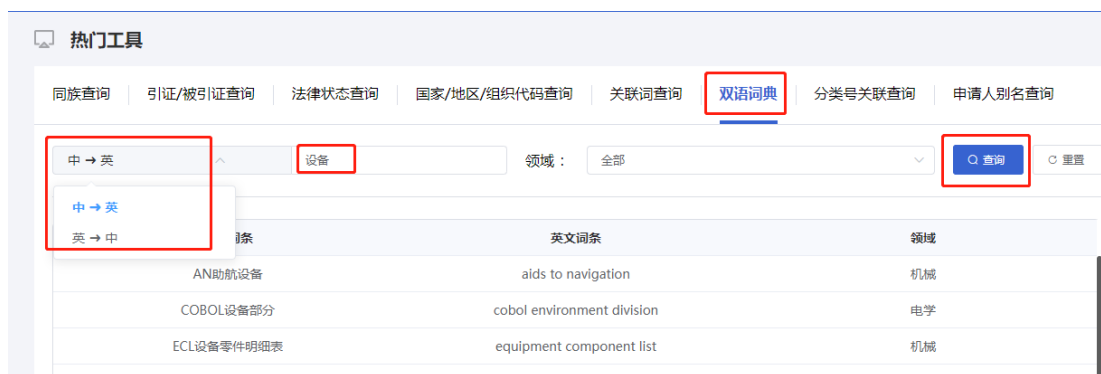 热门工具
同族查询 引证/被引证查询 法律状态查询 国家/地区/组织代码查询 关联词查询 双语词典 分类号关联查询 申请人别名查询
中 → 英 设备 领域： 全部 查询 重置
中 → 英
英 → 中
词条 英文词条 领域
AN助航设备 aids to navigation 机械
COBOL设备部分 cobol environment division 电学
ECL设备零件明细表 equipment component list 机械